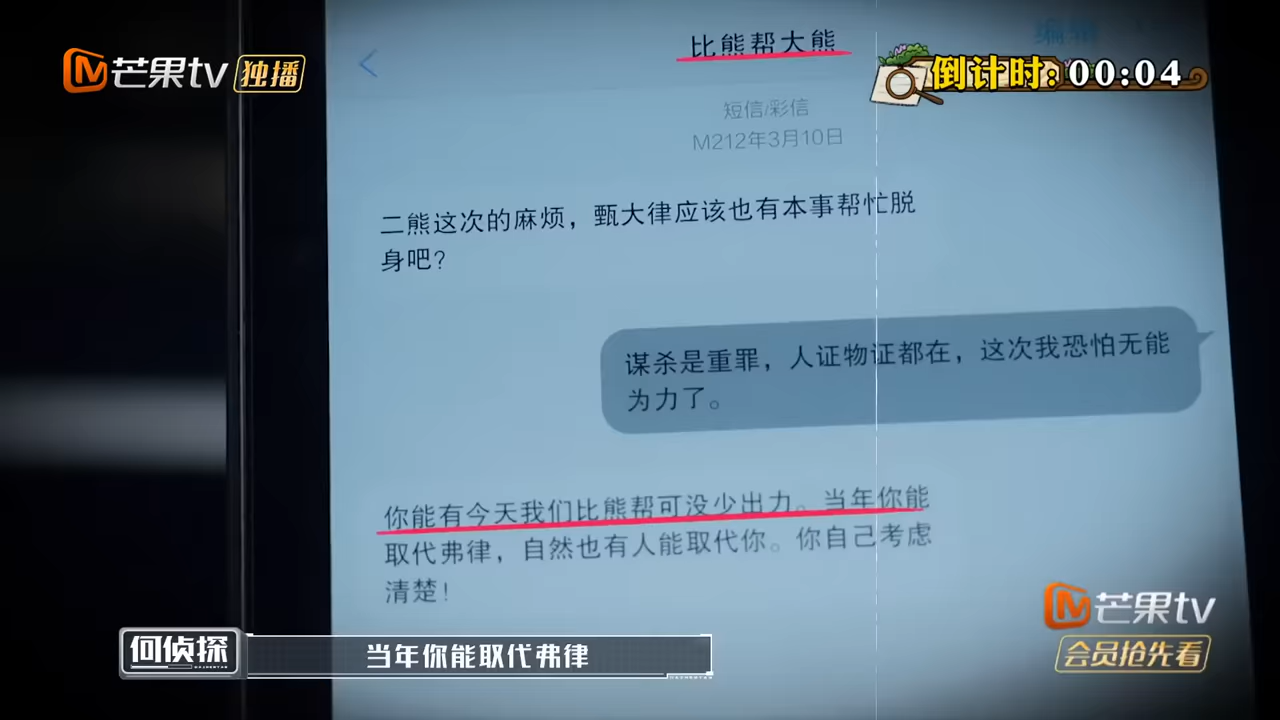 芒果tv 独播
比熊帮大熊
编辑
倒计时: 00:04
短信/彩信
M212年3月10日
二熊这次的麻烦，甄大律应该也有本事帮忙脱
身吧？
谋杀是重罪，人证物证都在，这次我恐怕无能
为力了。
你能有今天我们比熊帮可没少出力。当年你能
取代弗律，自然也有人能取代你。你自己考虑
清楚！
芒果tv
会员抢先看
何侦探
当年你能取代弗律